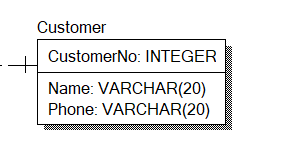 Customer
CustomerNo: INTEGER
Name: VARCHAR(20)
Phone: VARCHAR(20)